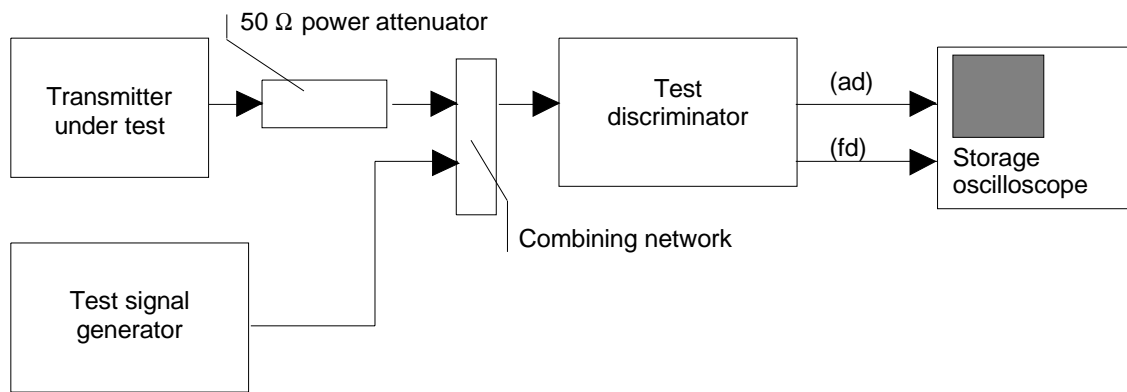 50 Ω power attenuator
Transmitter
under test
Test
discriminator
(ad)
(fd)
Storage
oscilloscope
Combining network
Test signal
generator